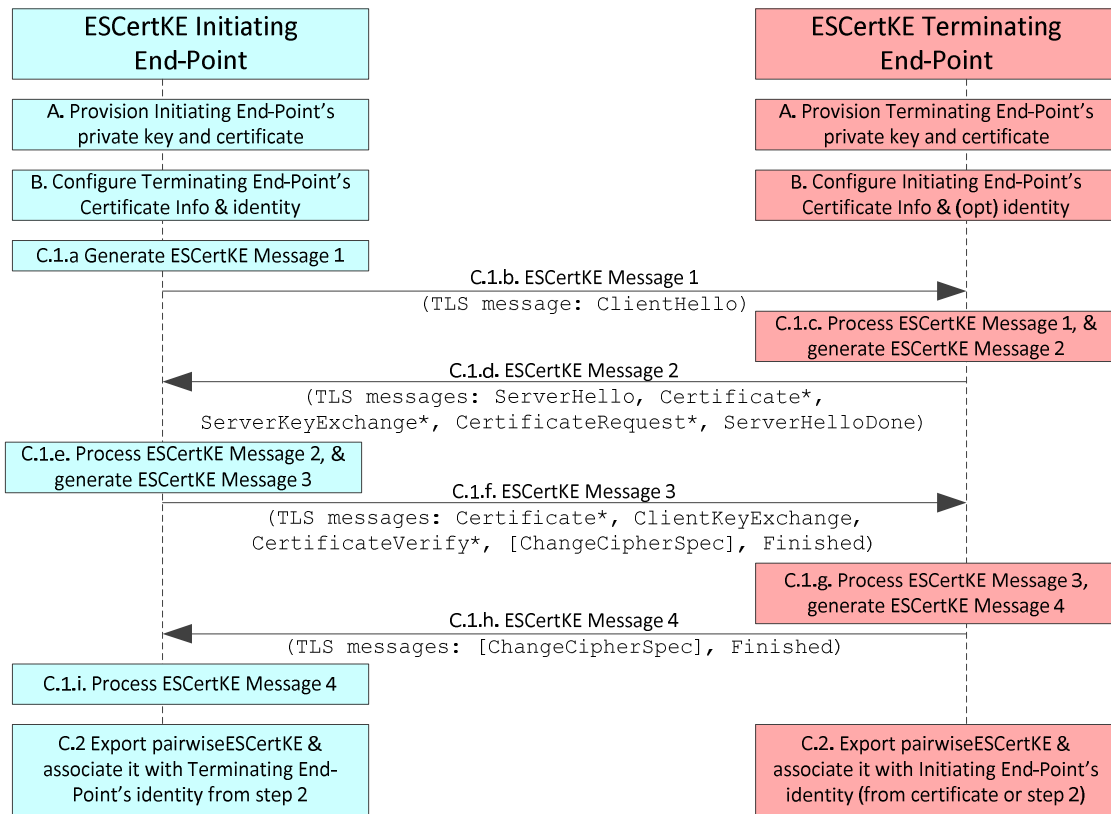 ESCertKE Initiating
End-Point
ESCertKE Terminating
End-Point
A. Provision Initiating End-Point's
private key and certificate
A. Provision Terminating End-Point's
private key and certificate
B. Configure Terminating End-Point's
Certificate Info & identity
B. Configure Initiating End-Point's
Certificate Info & (opt) identity
C.1.a Generate ESCertKE Message 1
C.1.b. ESCertKE Message 1
(TLS message: ClientHello)
C.1.c. Process ESCertKE Message 1, &
generate ESCertKE Message 2
C.1.d. ESCertKE Message 2
(TLS messages: ServerHello, Certificate*,
ServerKeyExchange*, CertificateRequest*, ServerHelloDone)
C.1.e. Process ESCertKE Message 2, &
generate ESCertKE Message 3
C.1.f. ESCertKE Message 3
(TLS messages: Certificate*, ClientKeyExchange,
CertificateVerify*, [ChangeCipherSpec], Finished)
C.1.g. Process ESCertKE Message 3,
generate ESCertKE Message 4
C.1.h. ESCertKE Message 4
(TLS messages: [ChangeCipherSpec], Finished)
C.1.i. Process ESCertKE Message 4
C.2 Export pairwiseESCertKE &
associate it with Terminating End-
Point's identity from step 2
C.2. Export pairwiseESCertKE &
associate it with Initiating End-Point's
identity (from certificate or step 2)